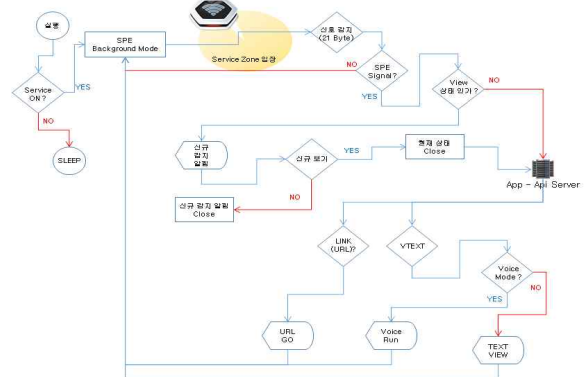 실행
SPE
Background Mode
Service Zone 입장
신호 감지
(21 Byte)
NO
SPE
Signal ?
YES
View
상태 인가 ?
NO
Service
ON ?
YES
NO
SLEEP
신규
감지
알림
신규 보기
YES
현재 상태
Close
NO
신규 감지 알림
Close
App - Api Server
LINK
(URL)?
VTEXT
Voice
Mode ?
NO
YES
URL
GO
Voice
Run
TEXT
VIEW